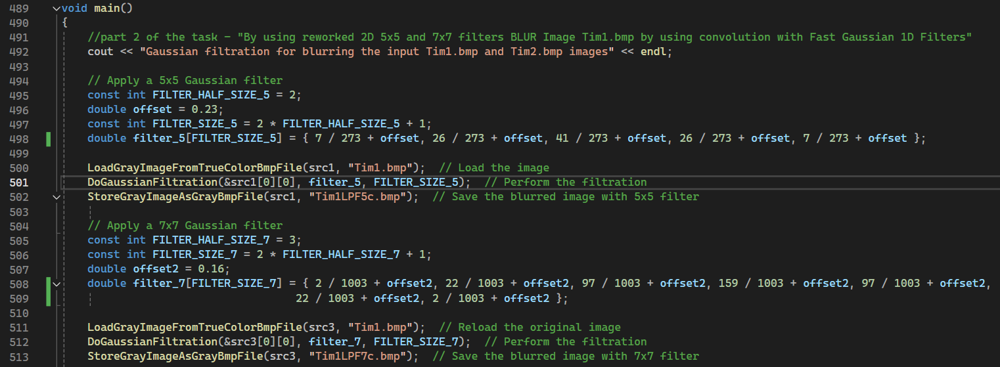 489 void main()
490 {
491 //part 2 of the task - "By using reworked 2D 5x5 and 7x7 filters BLUR Image Tim1.bmp by using convolution with Fast Gaussian 1D Filters"
492 cout << "Gaussian filtration for blurring the input Tim1.bmp and Tim2.bmp images" << endl;
493
494 // Apply a 5x5 Gaussian filter
495 const int FILTER_HALF_SIZE_5 = 2;
496 double offset = 0.23;
497 const int FILTER_SIZE_5 = 2 * FILTER_HALF_SIZE_5 + 1;
498 double filter_5[FILTER_SIZE_5] = { 7 / 273 + offset, 26 / 273 + offset, 41 / 273 + offset, 26 / 273 + offset, 7 / 273 + offset };
499
500 LoadGrayImageFromTrueColorBmpFile(src1, "Tim1.bmp"); // Load the image
501 DoGaussianFiltration(&src1[0][0], filter_5, FILTER_SIZE_5); // Perform the filtration
502 StoreGrayImageAsGrayBmpFile(src1, "Tim1LPF5c.bmp"); // Save the blurred image with 5x5 filter
503
504 // Apply a 7x7 Gaussian filter
505 const int FILTER_HALF_SIZE_7 = 3;
506 const int FILTER_SIZE_7 = 2 * FILTER_HALF_SIZE_7 + 1;
507 double offset2 = 0.16;
508 double filter_7[FILTER_SIZE_7] = { 2 / 1003 + offset2, 22 / 1003 + offset2, 97 / 1003 + offset2, 159 / 1003 + offset2, 97 / 1003 + offset2,
509 22 / 1003 + offset2, 2 / 1003 + offset2 };
510
511 LoadGrayImageFromTrueColorBmpFile(src3, "Tim1.bmp"); // Reload the original image
512 DoGaussianFiltration(&src3[0][0], filter_7, FILTER_SIZE_7); // Perform the filtration
513 StoreGrayImageAsGrayBmpFile(src3, "Tim1LPF7c.bmp"); // Save the blurred image with 7x7 filter